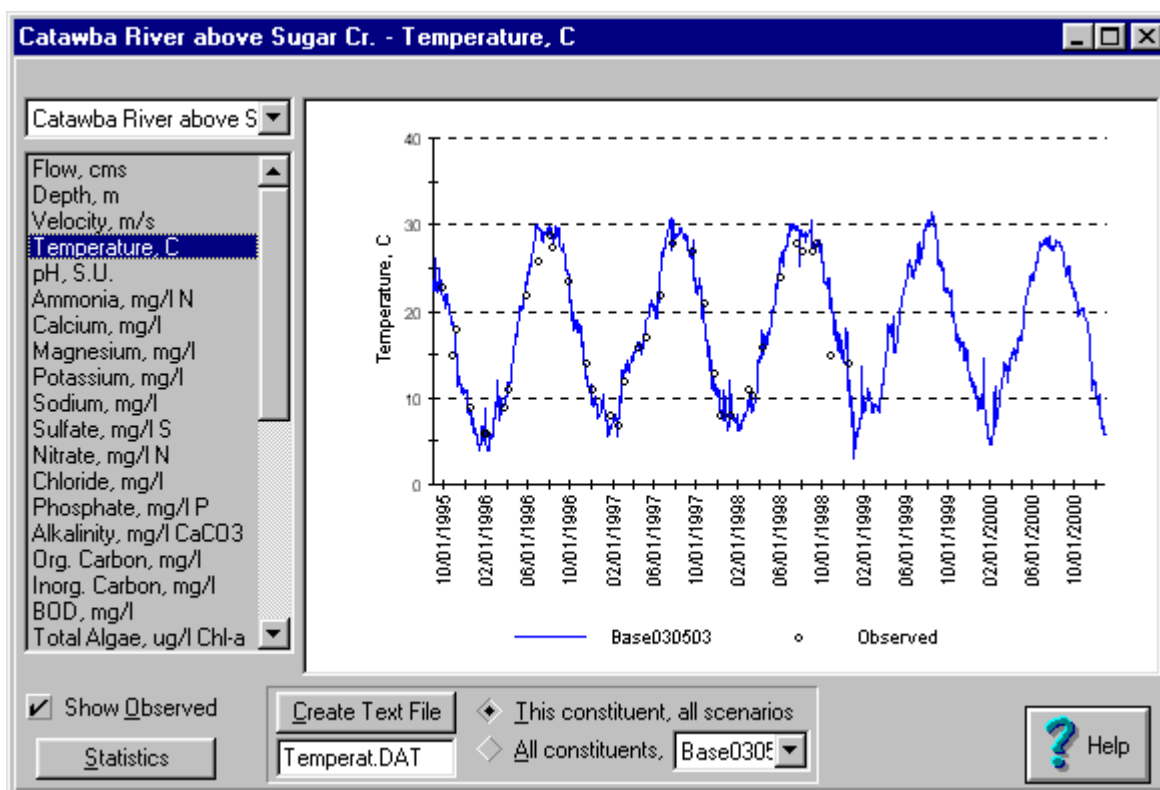 Catawba River above Sugar Cr. - Temperature, C
Catawba River above S
Flow, cms
Depth, m
Velocity, m/s
Temperature, C
pH, S.U.
Ammonia, mg/l N
Calcium, mg/l
Magnesium, mg/l
Potassium, mg/l
Sodium, mg/l
Sulfate, mg/l S
Nitrate, mg/l N
Chloride, mg/l
Phosphate, mg/l P
Alkalinity, mg/l CaCO3
Org. Carbon, mg/l
Inorg. Carbon, mg/l
BOD, mg/l
Total Algae, ug/l Chl-a
Temperature, C
40
30
20
10
0
10/01/1995
02/01/1996
06/01/1996
10/01/1996
02/01/1997
06/01/1997
10/01/1997
02/01/1998
06/01/1998
10/01/1998
02/01/1999
06/01/1999
10/01/1999
02/01/2000
06/01/2000
10/01/2000
Base030503
Observed
Show Observed
Statistics
Create Text File
Temperat.DAT
This constituent, all scenarios
All constituents,
Base0305
? Help